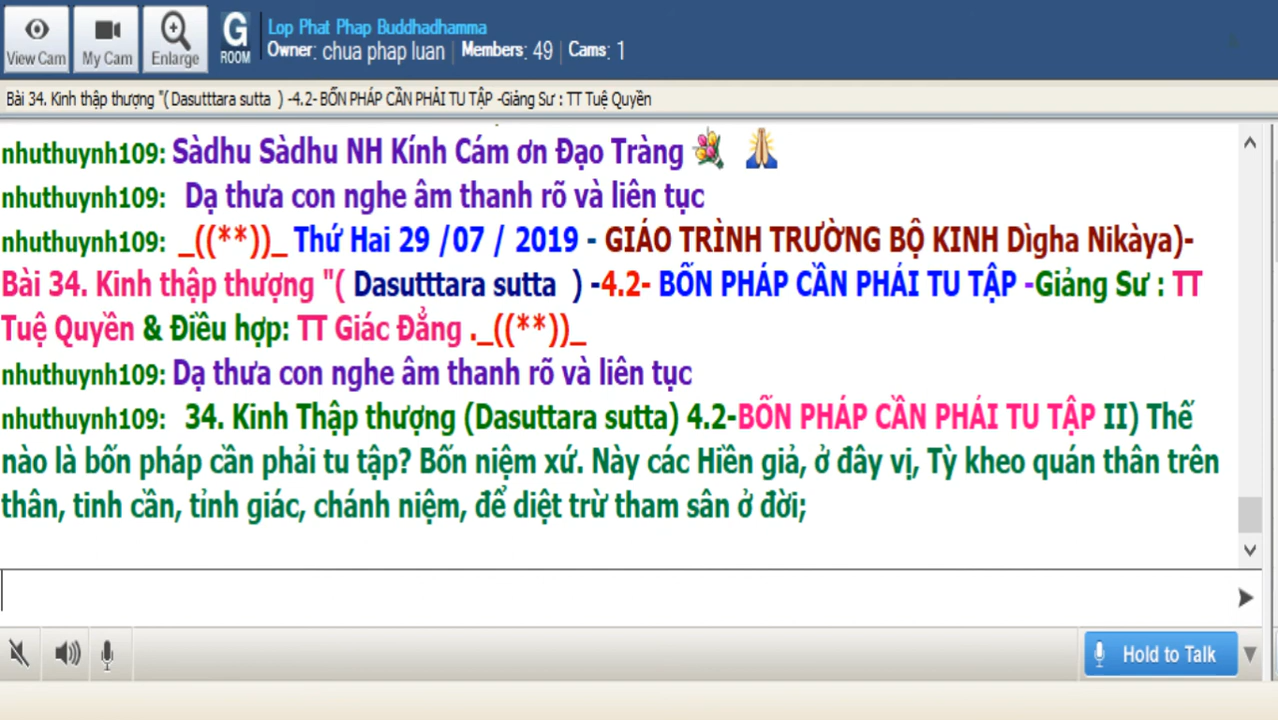 Lop Phat Phap Buddhadhamma
Owner: chua phap luan | Members: 49 | Cams: 1
View Cam
My Cam
Enlarge
G ROOM
Bài 34. Kinh thập thượng "( Dasutttara sutta ) -4.2- BỐN PHÁP CẦN PHẢI TU TẬP -Giảng Sư : TT Tuệ Quyền
nhuthuynh109: Sàdhu Sàdhu NH Kính Cám ơn Đạo Tràng
nhuthuynh109: Dạ thưa con nghe âm thanh rõ và liên tục
nhuthuynh109: _((**))_ Thứ Hai 29 /07 / 2019 - GIÁO TRÌNH TRƯỜNG BỘ KINH Dìgha Nikàya)-
Bài 34. Kinh thập thượng "( Dasutttara sutta ) -4.2- BỐN PHÁP CẦN PHẢI TU TẬP -Giảng Sư : TT
Tuệ Quyền & Điều hợp: TT Giác Đẳng ._((**))_
nhuthuynh109: Dạ thưa con nghe âm thanh rõ và liên tục
nhuthuynh109: 34. Kinh Thập thượng (Dasuttara sutta) 4.2-BỐN PHÁP CẦN PHẢI TU TẬP II) Thế
nào là bốn pháp cần phải tu tập? Bốn niệm xứ. Này các Hiền giả, ở đây vị, Tỳ kheo quán thân trên
thân, tinh cần, tỉnh giác, chánh niệm, để diệt trừ tham sân ở đời;
Hold to Talk